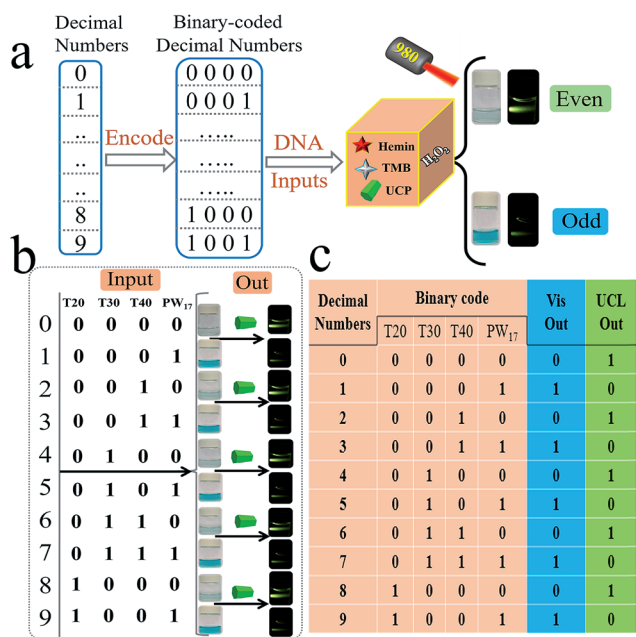 a
Decimal
Numbers
Binary-coded
Decimal Numbers
0
1
..
..
..
8
9
Encode
0 0 0 0
0 0 0 1
.....
.....
.....
1 0 0 0
1 0 0 1
DNA
Inputs
980
Hemin
TMB
UCP
H₂O₂
Even
Odd
b
Input
Out
T20 T30 T40 PW₁₇
0 0 0 0 0
1 0 0 0 1
2 0 0 1 0
3 0 0 1 1
4 0 1 0 0
5 0 1 0 1
6 0 1 1 0
7 0 1 1 1
8 1 0 0 0
9 1 0 0 1
c
Decimal
Numbers
Binary code
Vis
Out
UCL
Out
T20 T30 T40 PW₁₇
0 0 0 0 0 0 1
1 0 0 0 1 1 0
2 0 0 1 0 0 1
3 0 0 1 1 1 0
4 0 1 0 0 0 1
5 0 1 0 1 1 0
6 0 1 1 0 0 1
7 0 1 1 1 1 0
8 1 0 0 0 0 1
9 1 0 0 1 1 0